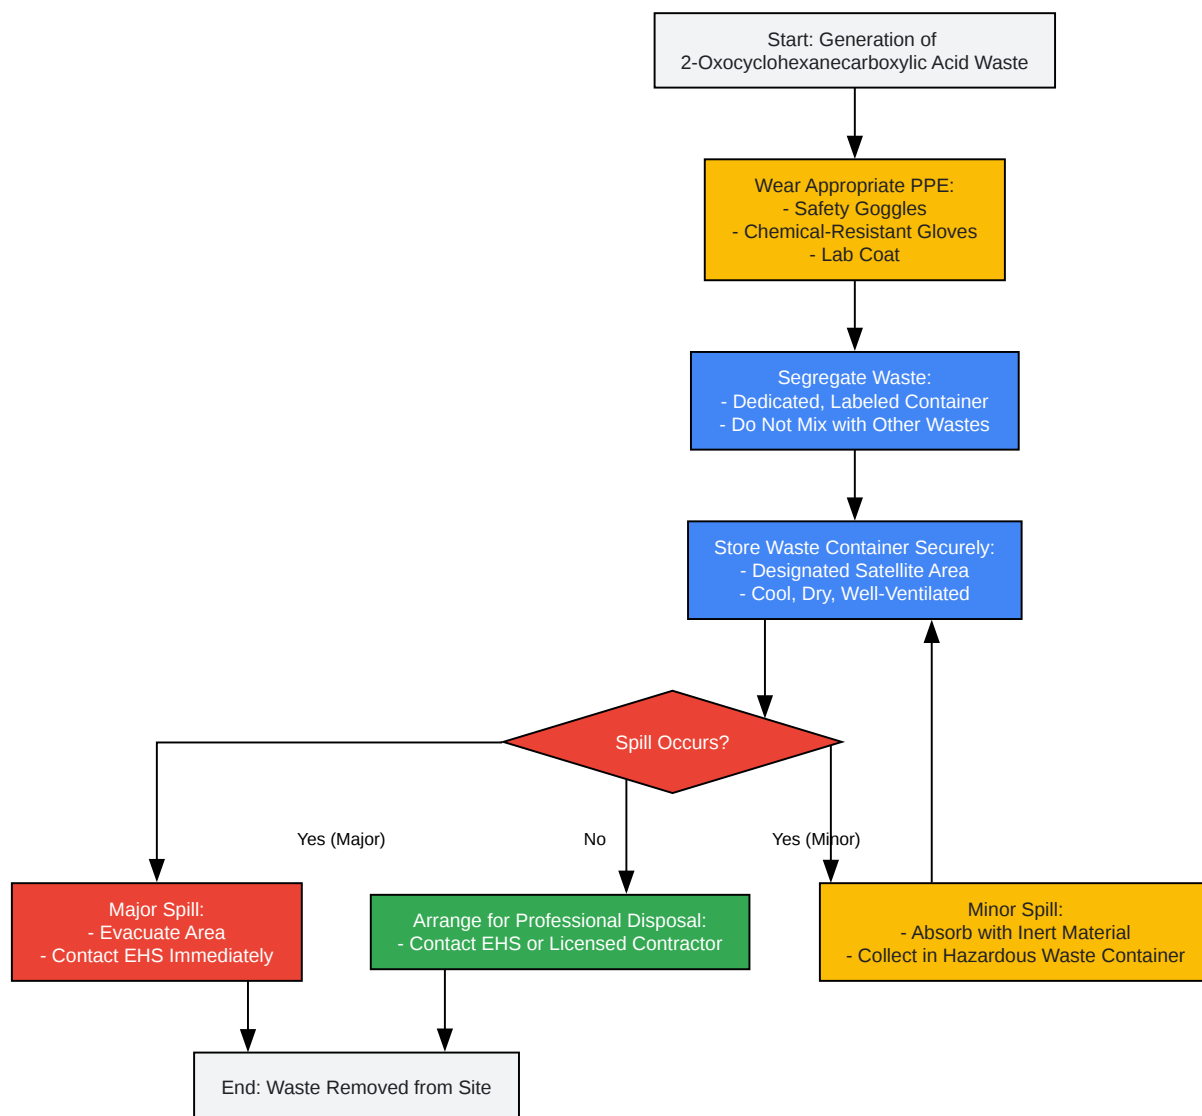 Start: Generation of
2-Oxocyclohexanecarboxylic Acid Waste
Wear Appropriate PPE:
- Safety Goggles
- Chemical-Resistant Gloves
- Lab Coat
Segregate Waste:
- Dedicated, Labeled Container
- Do Not Mix with Other Wastes
Store Waste Container Securely:
- Designated Satellite Area
- Cool, Dry, Well-Ventilated
Spill Occurs?
Yes (Major)
No
Yes (Minor)
Major Spill:
- Evacuate Area
- Contact EHS Immediately
Arrange for Professional Disposal:
- Contact EHS or Licensed Contractor
Minor Spill:
- Absorb with Inert Material
- Collect in Hazardous Waste Container
End: Waste Removed from Site